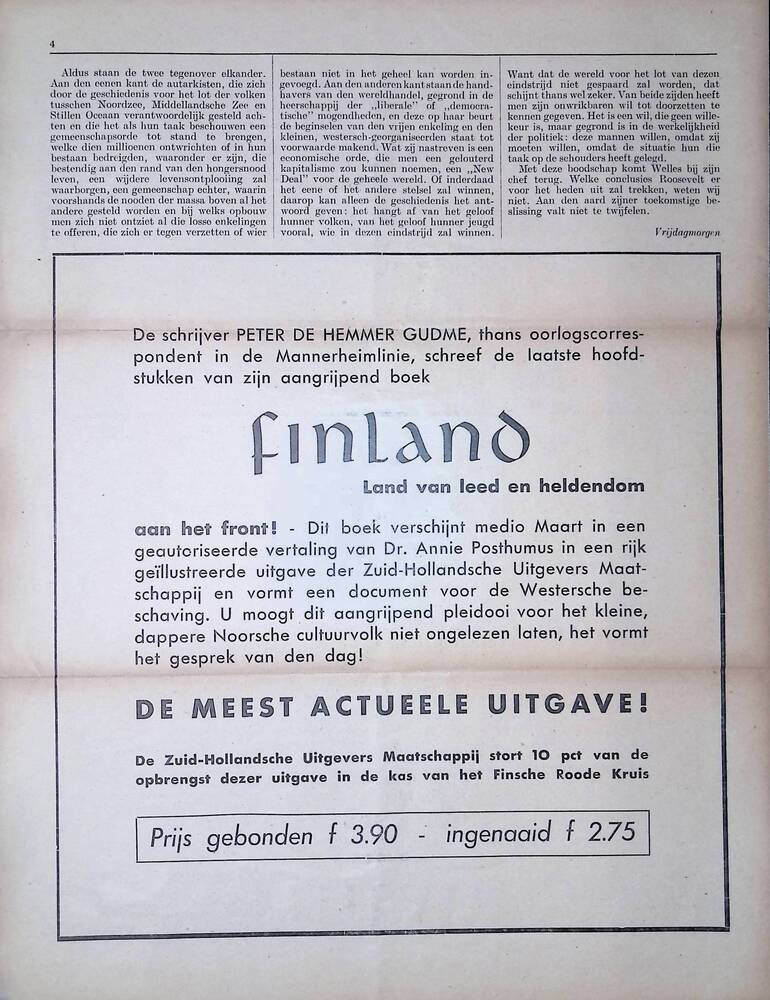 4
Aldus staan de twee tegenover elkander.
Aan den eenen kant de autarkisten, die zich
door de geschiedenis voor het lot der volken
tusschen Noordzee, Middellandsche Zee en
Stillen Oceaan verantwoordelijk gesteld ach-
ten en die het als hun taak beschouwen een
gemeenschapsorde tot stand te brengen,
welke dien millioenen ontwrichten of in hun
bestaan bedreigden, waaronder er zijn, die
bestendig aan den rand van den hongersnood
leven, een wijdere levensontplooiing zal
waarborgen, een gemeenschap echter, waarin
voorshands de nooden der massa boven al het
andere gesteld worden en bij welks opbouw
men zich niet ontziet al die losse enkelingen
te offeren, die zich er tegen verzetten of wier
bestaan niet in het geheel kan worden in-
gevoegd. Aan den anderen kant staan de hand-
havers van den wereldhandel, gegrond in de
heerschappij der „liberale” of „democra-
tische” mogendheden, en deze op haar beurt
de beginselen van den vrijen enkeling en den
kleinen, westersch-georganiseerden staat tot
voorwaarde makend. Wat zij nastreven is een
economische orde, die men een gelouterd
kapitalisme zou kunnen noemen, een „New
Deal” voor de geheele wereld. Of inderdaad
het eene of het andere stelsel zal winnen,
daarop kan alleen de geschiedenis het ant-
woord geven: het hangt af van het geloof
hunner volken, van het geloof hunner jeugd
vooral, wie in dezen eindstrijd zal winnen.
Want dat de wereld voor het lot van dezen
eindstrijd niet gespaard zal worden, dat
schijnt thans wel zeker. Van beide zijden heeft
men zijn onwrikbaren wil tot doorzetten te
kennen gegeven. Het is een wil, die geen wille-
keur is, maar gegrond is in de werkelijkheid
der politiek: deze mannen willen, omdat zij
moeten willen, omdat de situatie hun die
taak op de schouders heeft gelegd.
Met deze boodschap komt Welles bij zijn
chef terug. Welke conclusies Roosevelt er
voor het heden uit zal trekken, weten wij
niet. Aan den aard zijner toekomstige be-
slissing valt niet te twijfelen.
Vrijdagmorgen
De schrijver PETER DE HEMMER GUDME, thans oorlogscorres-
pondent in de Mannerheimlinie, schreef de laatste hoofd-
stukken van zijn aangrijpend boek
finland
Land van leed en heldendom
aan het front! - Dit boek verschijnt medio Maart in een
geautoriseerde vertaling van Dr. Annie Posthumus in een rijk
geïllustreerde uitgave der Zuid-Hollandsche Uitgevers Maat-
schappij en vormt een document voor de Westersche be-
schaving. U moogt dit aangrijpend pleidooi voor het kleine,
dappere Noorsche cultuurvolk niet ongelezen laten, het vormt
het gesprek van den dag!
DE MEEST ACTUEELE UITGAVE!
De Zuid-Hollandsche Uitgevers Maatschappij stort 10 pct van de
opbrengst dezer uitgave in de kas van het Finsche Roode Kruis
Prijs gebonden f 3.90 - ingenaaid f 2.75